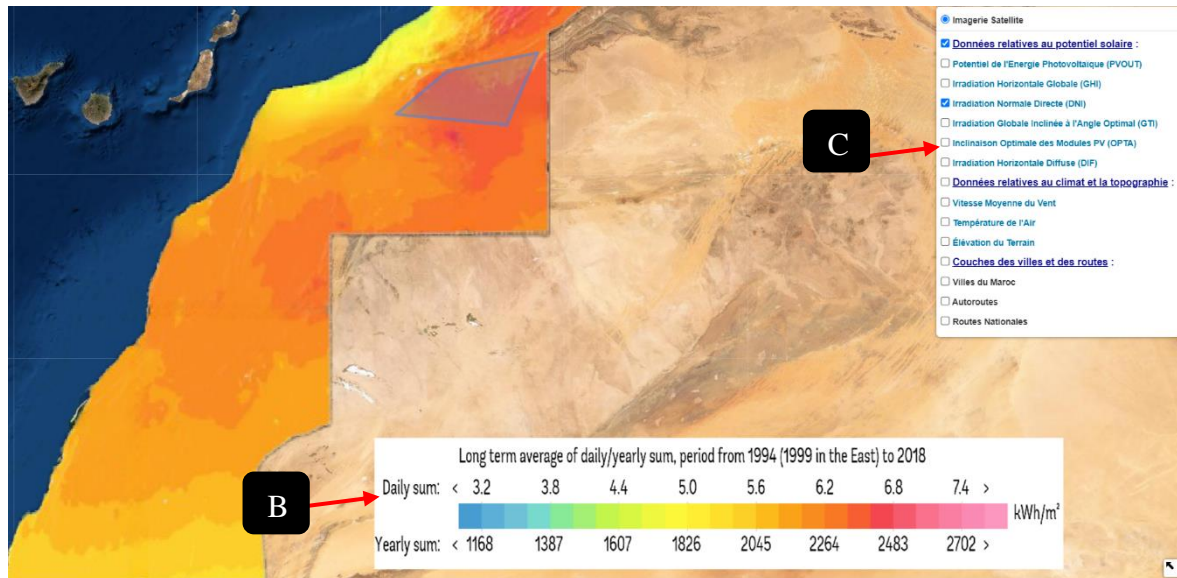 Imagerie Satellite
Données relatives au potentiel solaire :
Potentiel de l'Energie Photovoltaïque (PVOUT)
Irradiation Horizontale Globale (GHI)
Irradiation Normale Directe (DNI)
Irradiation Globale Inclinée à l'Angle Optimal (GTI)
C
Inclinaison Optimale des Modules PV (OPTA)
Irradiation Horizontale Diffuse (DIF)
Données relatives au climat et la topographie :
Vitesse Moyenne du Vent
Température de l'Air
Élévation du Terrain
Couches des villes et des routes :
Villes du Maroc
Autoroutes
Routes Nationales
Long term average of daily/yearly sum, period from 1994 (1999 in the East) to 2018
B
Daily sum: < 3.2 3.8 4.4 5.0 5.6 6.2 6.8 7.4 >
kWh/m²
Yearly sum: < 1168 1387 1607 1826 2045 2264 2483 2702 >